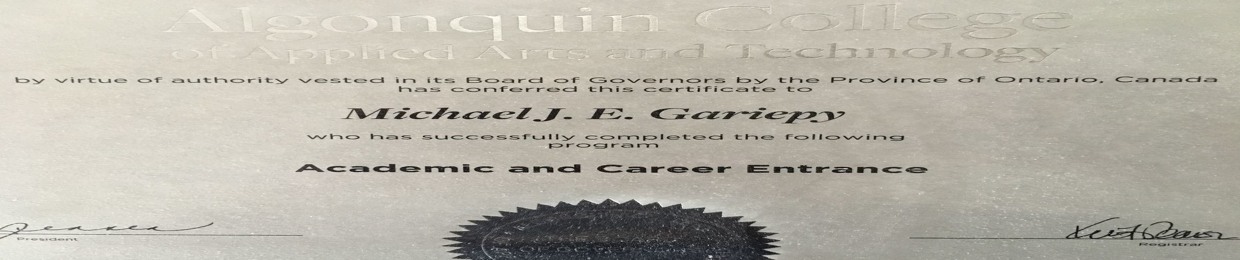 Algonquin College
of Applied Arts and Technology
by virtue of authority vested in its Board of Governors by the Province of Ontario, Canada
has conferred this certificate to
Michael J. E. Gariepy
who has successfully completed the following
program
Academic and Career Entrance
President
Registrar